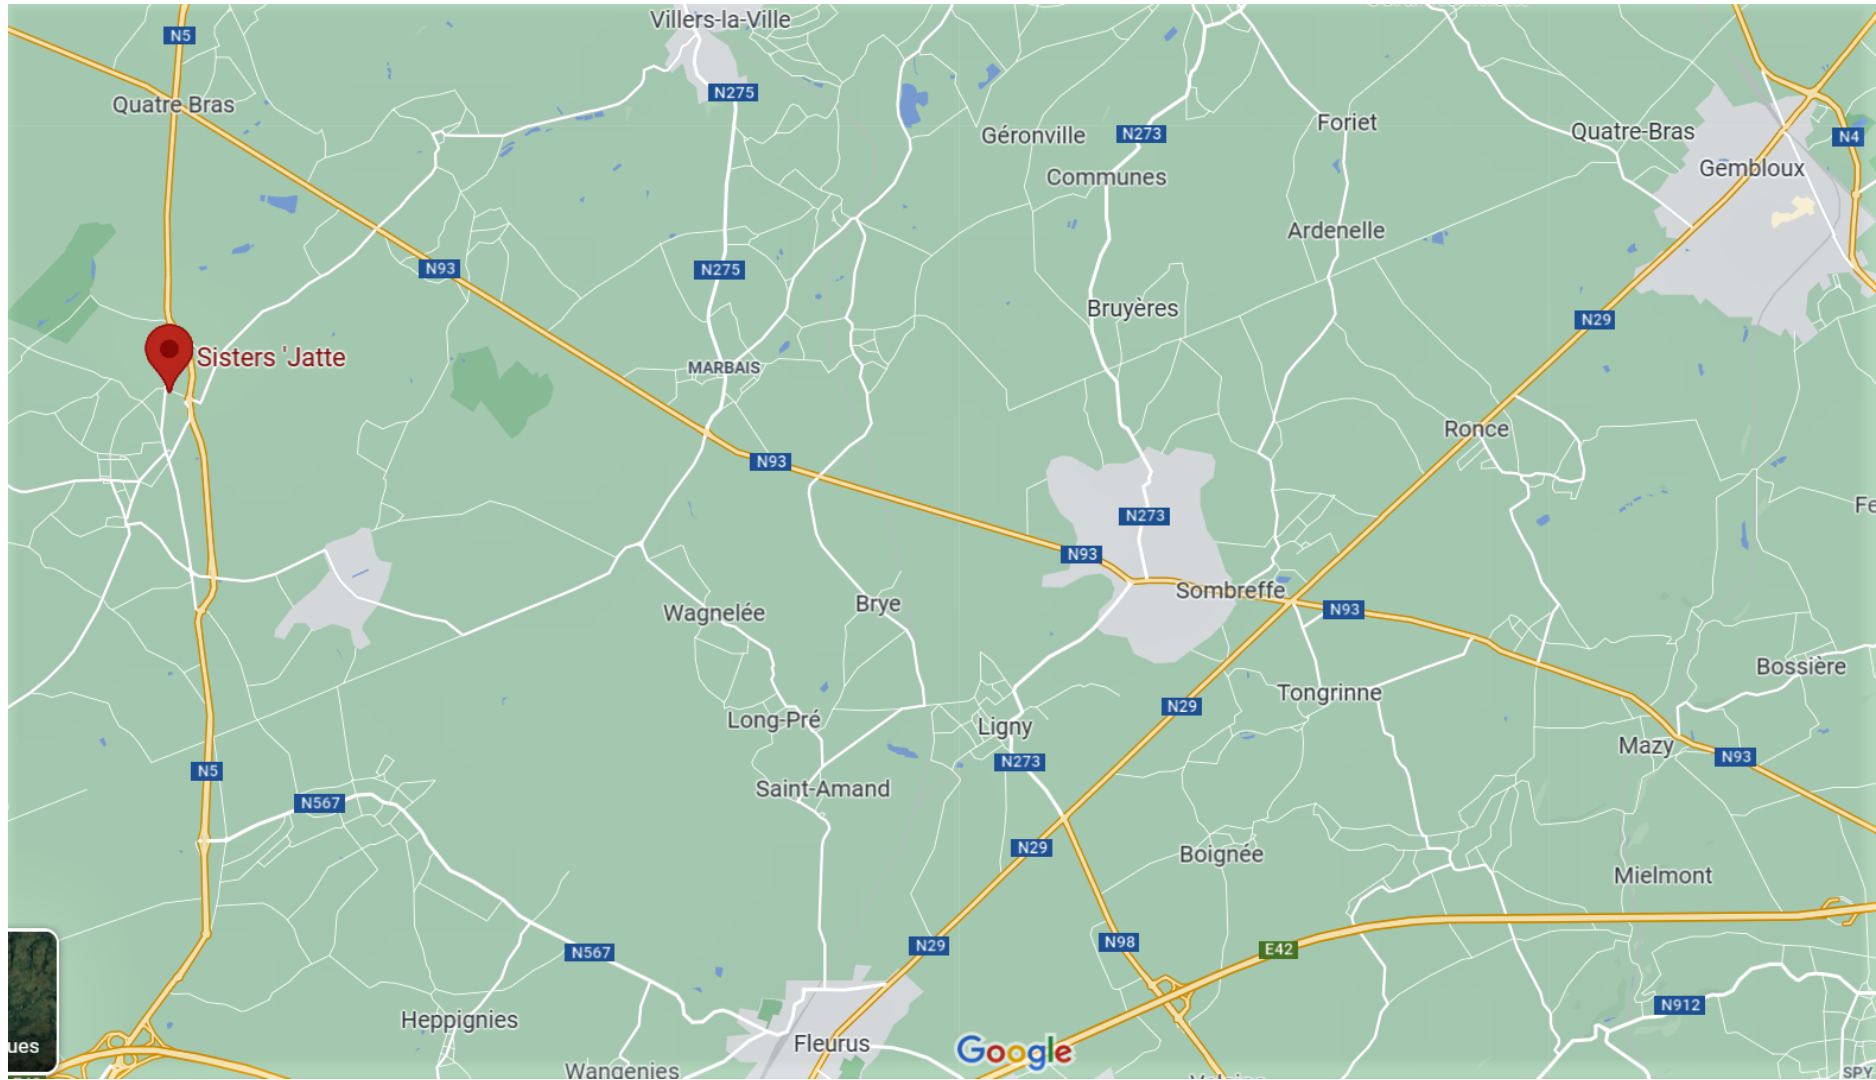 Villers-la-Ville
N5
N275
Quatre Bras
Géronville
N273
Foriet
Quatre-Bras
N4
Gembloux
Communes
Ardenelle
N93
N275
Bruyères
N29
Sisters 'Jatte
MARBAIS
Ronce
N93
Fe
N273
N93
Sombreffe
Wagnelée
Brye
N93
Bossière
Tongrinne
N29
Long-Pré
Ligny
Mazy
N93
N5
N273
Saint-Amand
N567
N29
Boignée
Mielmont
N567
N29
N98
E42
N912
Heppignies
ues
Fleurus
Google
Wangenies
SPY